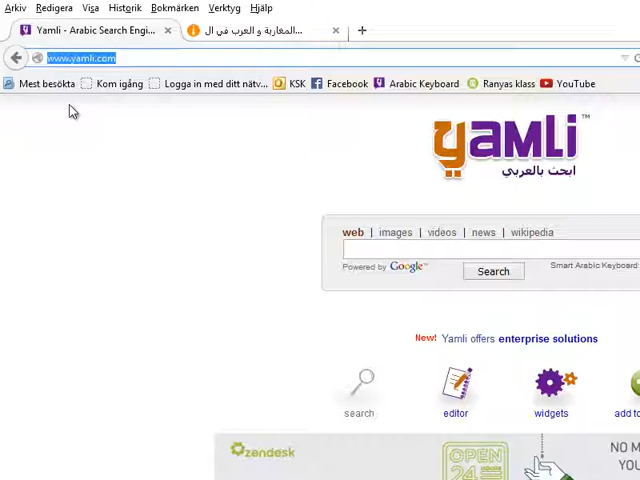 Arkiv Redigera Visa Historik Bokmärken Verktyg Hjälp
Yamli - Arabic Search Engi... × المغاربة و العرب في ال... × +
www.yamli.com
Mest besökta Kom igång Logga in med ditt nätv... KSK Facebook Arabic Keyboard Ranyas klass YouTube
yamli™
ابحث بالعربي
web | images | videos | news | wikipedia
Powered by Google™ Search Smart Arabic Keyboard
New! Yamli offers enterprise solutions
search editor widgets add to
zendesk
OPEN
24
NO M
YOU